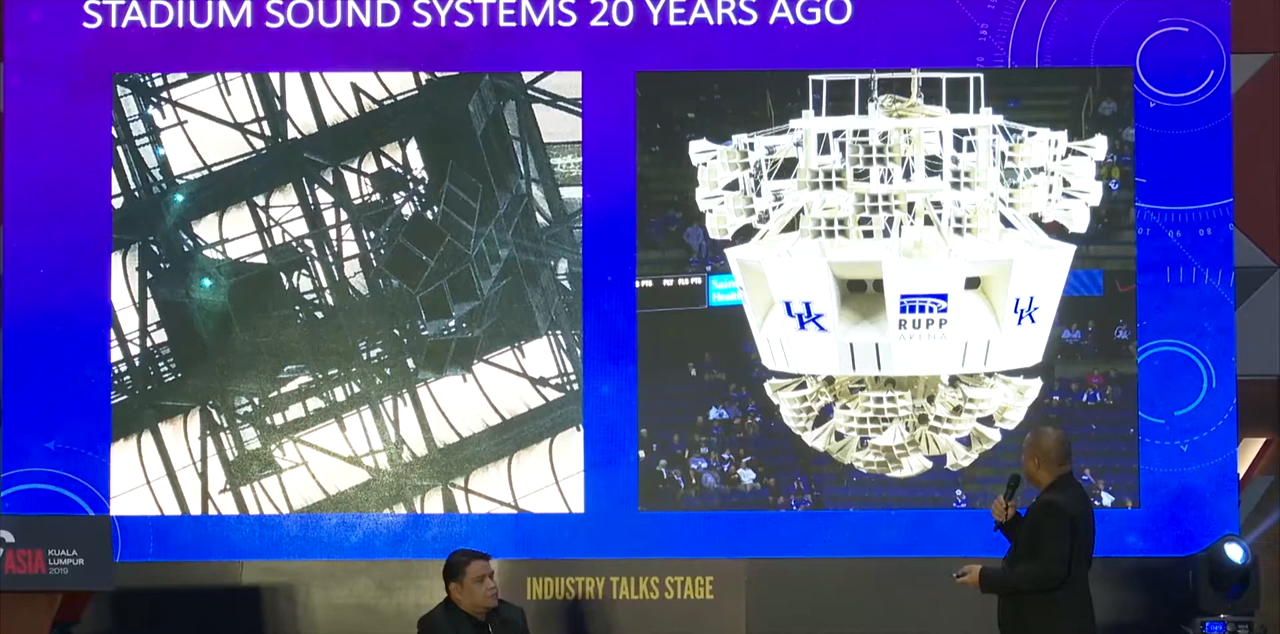 STADIUM SOUND SYSTEMS 20 YEARS AGO
UK
RUPP
ARENA
UK
ASIA
KUALA
LUMPUR
2019
INDUSTRY TALKS STAGE